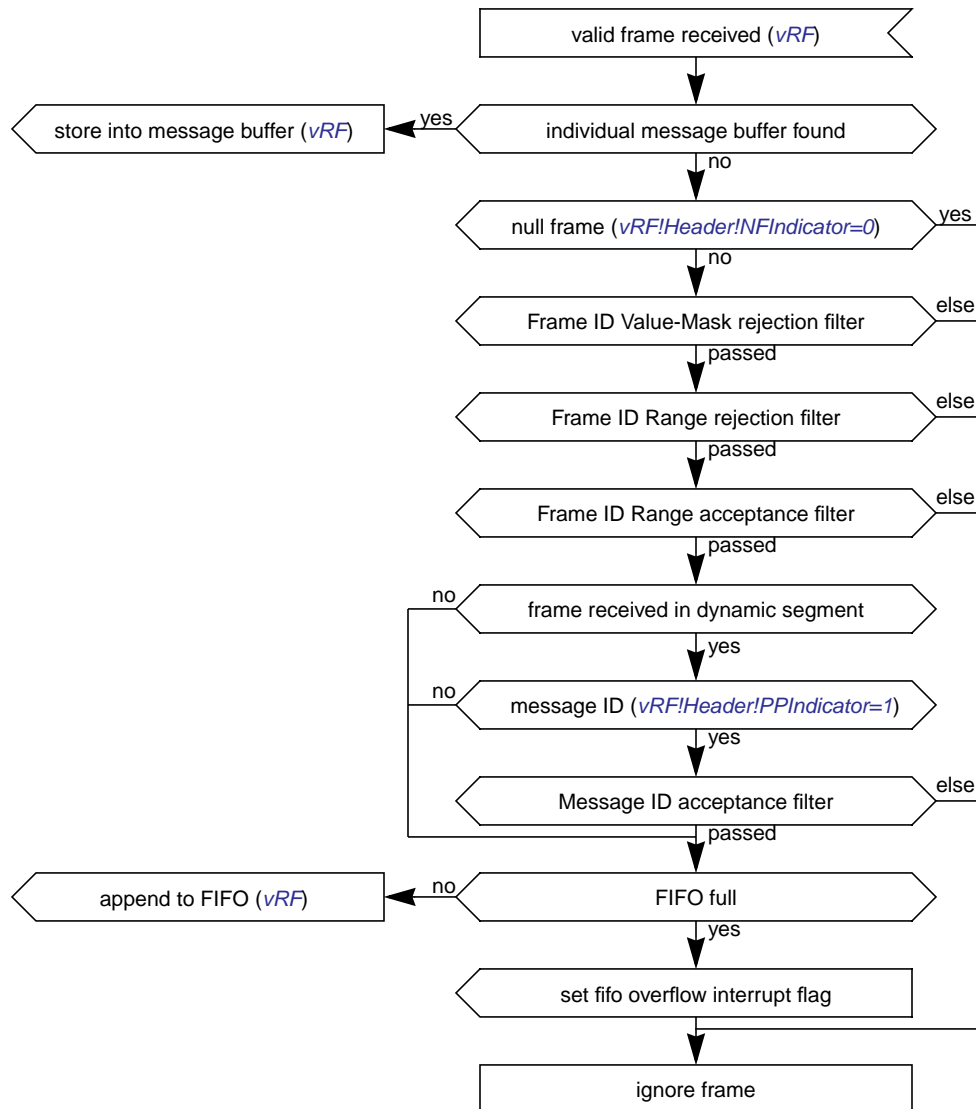 valid frame received (vRF)
store into message buffer (vRF)
yes
individual message buffer found
no
null frame (vRF!Header!NFIndicator=0)
yes
no
Frame ID Value-Mask rejection filter
else
passed
Frame ID Range rejection filter
else
passed
Frame ID Range acceptance filter
else
passed
no
frame received in dynamic segment
yes
no
message ID (vRF!Header!PPIndicator=1)
yes
Message ID acceptance filter
else
passed
append to FIFO (vRF)
no
FIFO full
yes
set fifo overflow interrupt flag
ignore frame